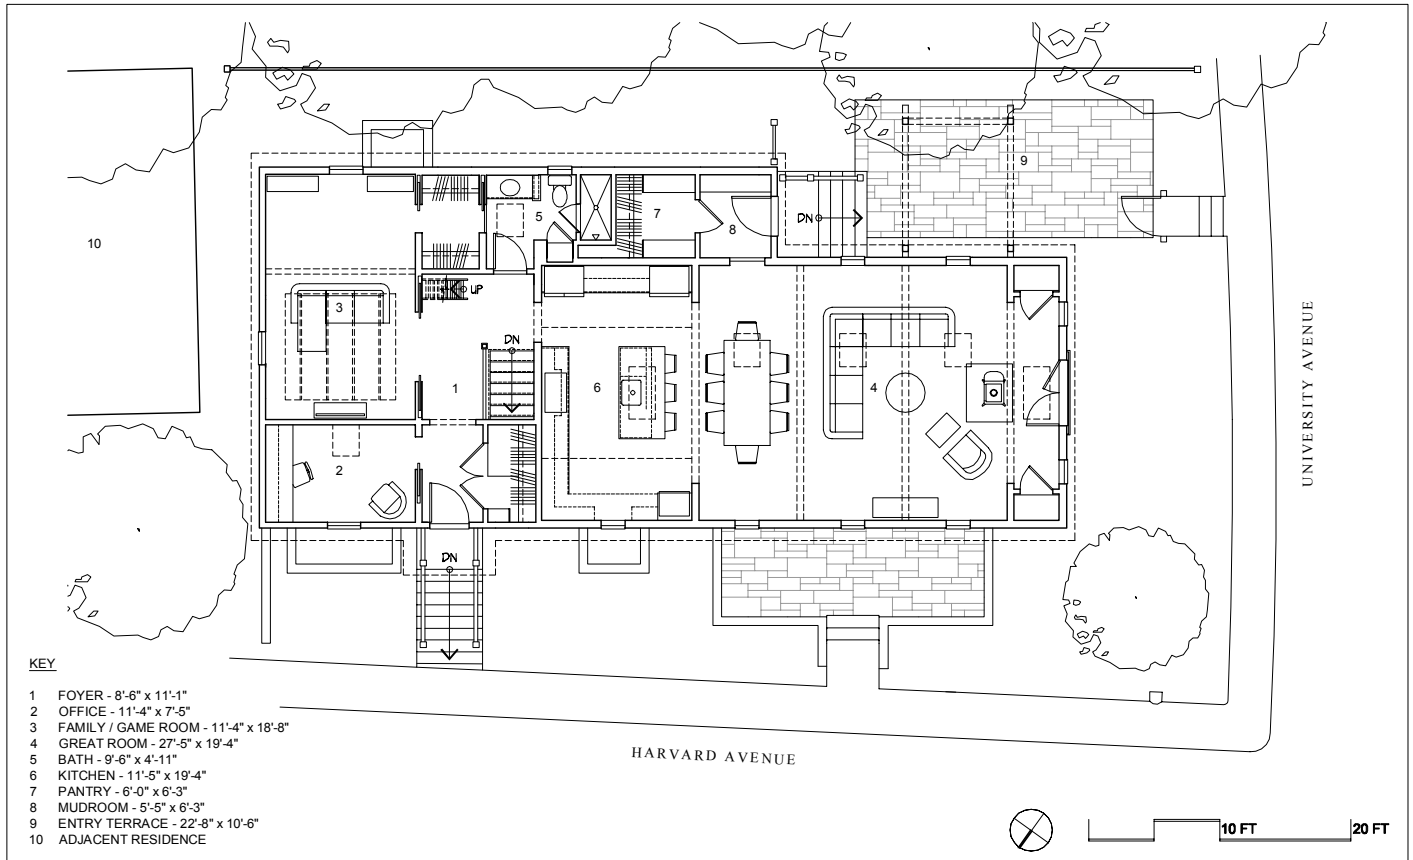 9
10
5
7
8
DN
3
UP
DN
UNIVERSITY AVENUE
1
6
4
2
DN
KEY
1 FOYER - 8'-6" x 11'-1"
2 OFFICE - 11'-4" x 7'-5"
3 FAMILY / GAME ROOM - 11'-4" x 18'-8"
4 GREAT ROOM - 27'-5" x 19'-4"
5 BATH - 9'-6" x 4'-11"
6 KITCHEN - 11'-5" x 19'-4"
7 PANTRY - 6'-0" x 6'-3"
8 MUDROOM - 5'-5" x 6'-3"
9 ENTRY TERRACE - 22'-8" x 10'-6"
10 ADJACENT RESIDENCE
HARVARD AVENUE
10 FT
20 FT